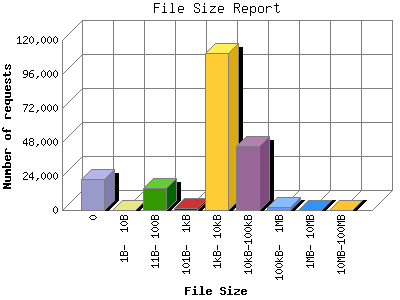 File Size Report
120,000
96,000
72,000
48,000
24,000
0
Number of requests
0
1B- 10B
11B- 100B
101B- 1kB
1kB- 10kB
10kB-100kB
100kB- 1MB
1MB- 10MB
10MB-100MB
File Size